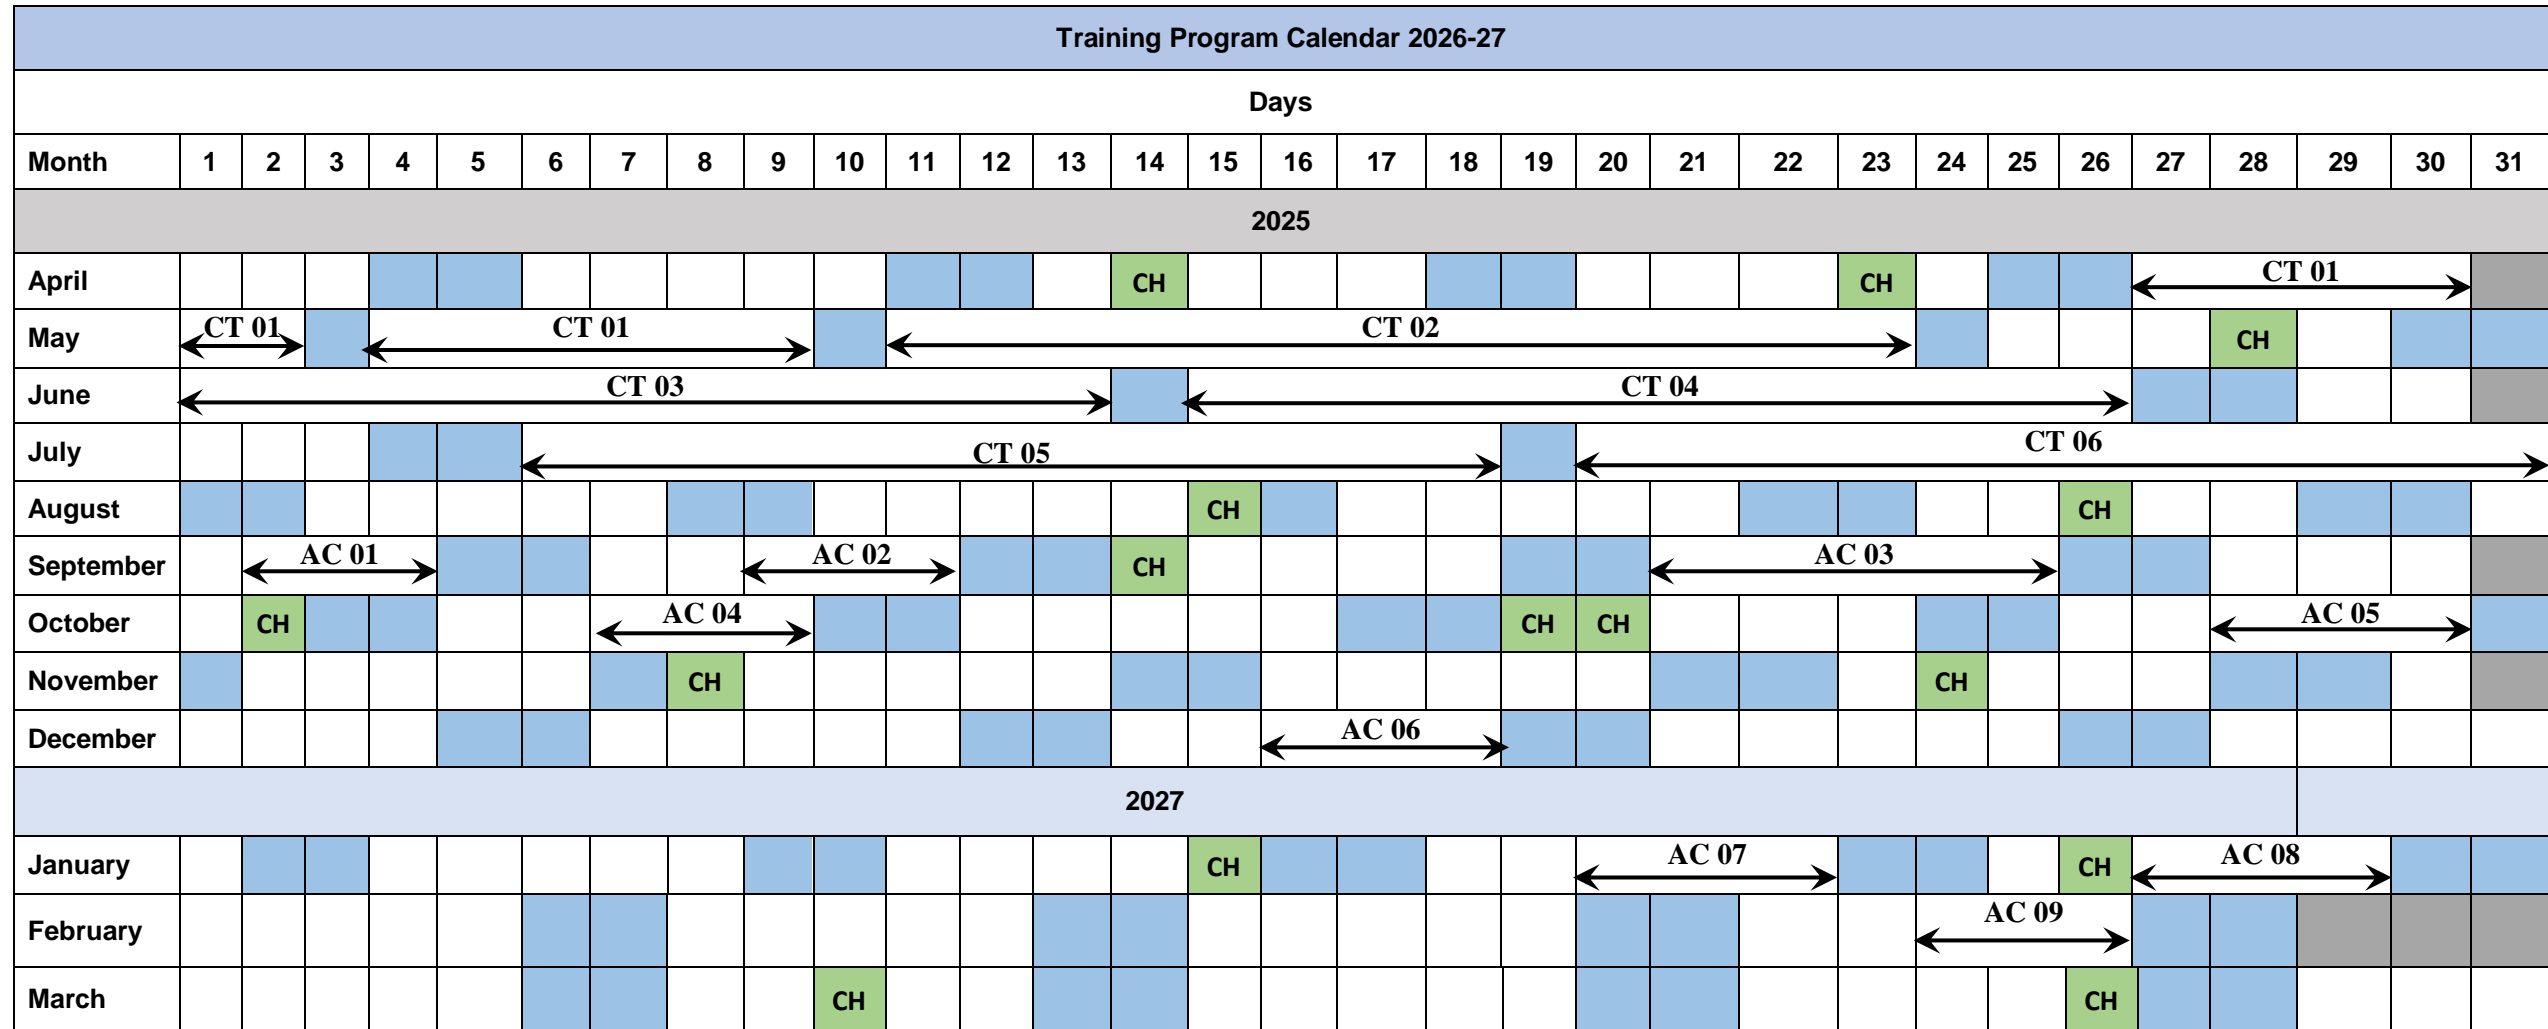 Training Program Calendar 2026-27
Days
Month 1 2 3 4 5 6 7 8 9 10 11 12 13 14 15 16 17 18 19 20 21 22 23 24 25 26 27 28 29 30 31
2025
April CH CH CT 01
May CT 01 CT 01 CT 02 CH
June CT 03 CT 04
July CT 05 CT 06
August CH CH
September AC 01 AC 02 CH AC 03
October CH AC 04 CH CH AC 05
November CH CH
December AC 06
2027
January CH AC 07 CH AC 08
February AC 09
March CH CH